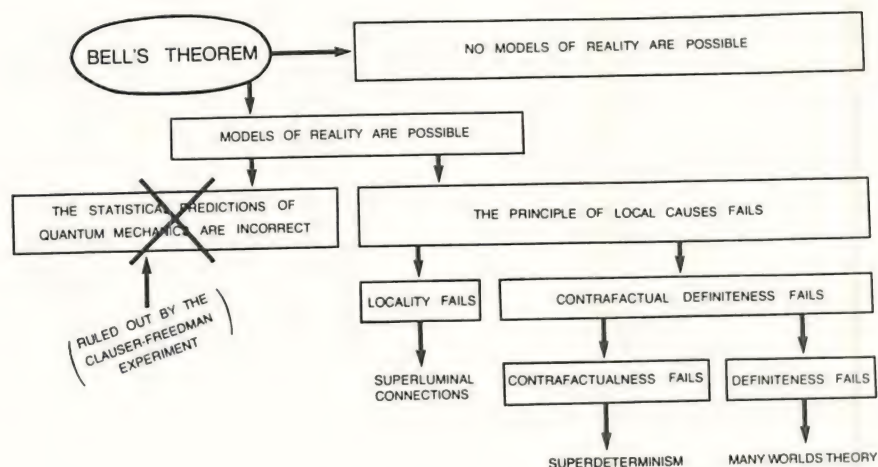 BELL'S THEOREM
NO MODELS OF REALITY ARE POSSIBLE
MODELS OF REALITY ARE POSSIBLE
THE STATISTICAL PREDICTIONS OF
QUANTUM MECHANICS ARE INCORRECT
THE PRINCIPLE OF LOCAL CAUSES FAILS
(RULED OUT BY THE
CLAUSER-FREEDMAN
EXPERIMENT)
LOCALITY FAILS
CONTRAFACTUAL DEFINITENESS FAILS
SUPERLUMINAL
CONNECTIONS
CONTRAFACTUALNESS FAILS
DEFINITENESS FAILS
SUPERDETERMINISM
MANY WORLDS THEORY